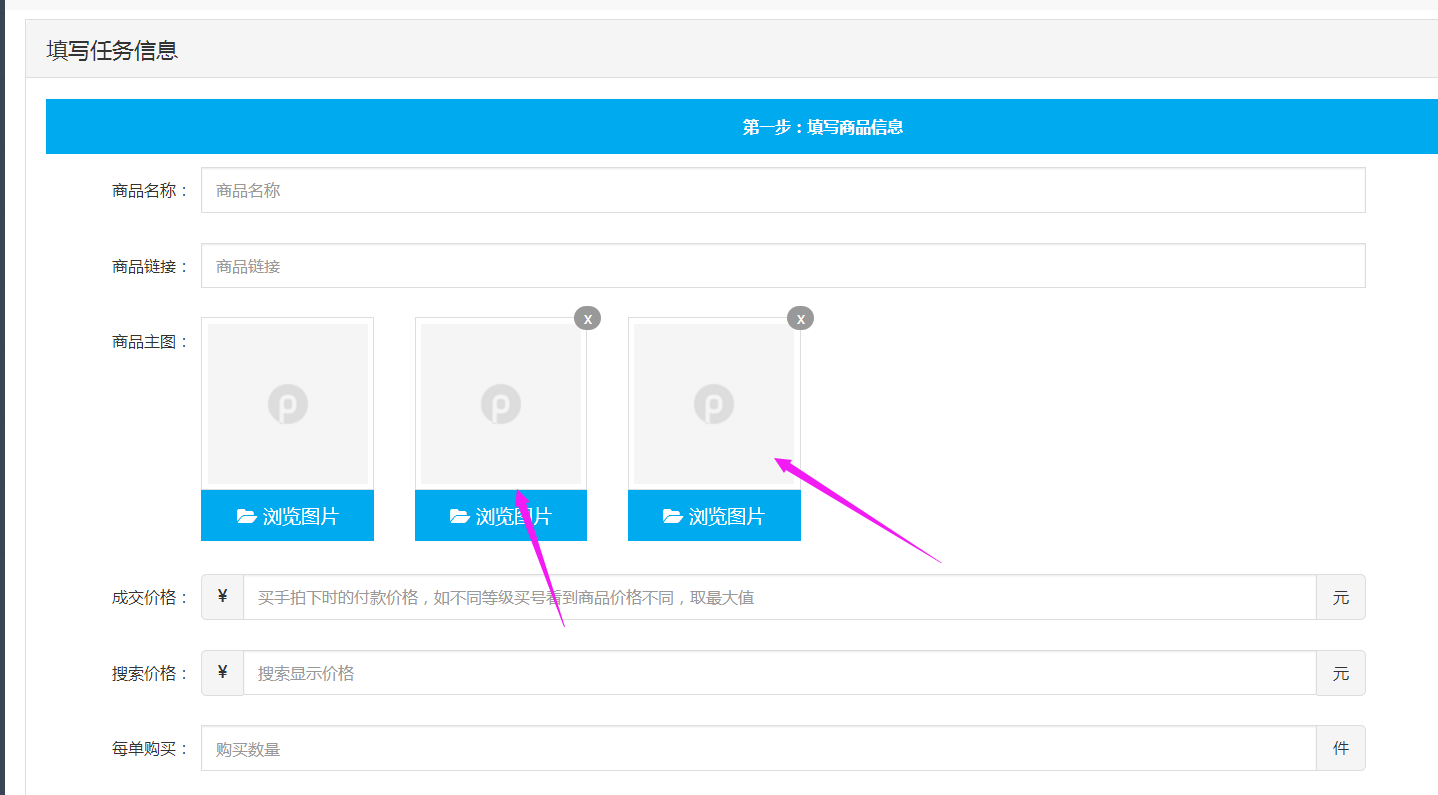 填写任务信息
第一步：填写商品信息
商品名称： 商品名称
商品链接： 商品链接
商品主图： x x
浏览图片 浏览图片 浏览图片
成交价格： ¥ 买手拍下时的付款价格，如不同等级买号看到商品价格不同，取最大值 元
搜索价格： ¥ 搜索显示价格 元
每单购买： 购买数量 件